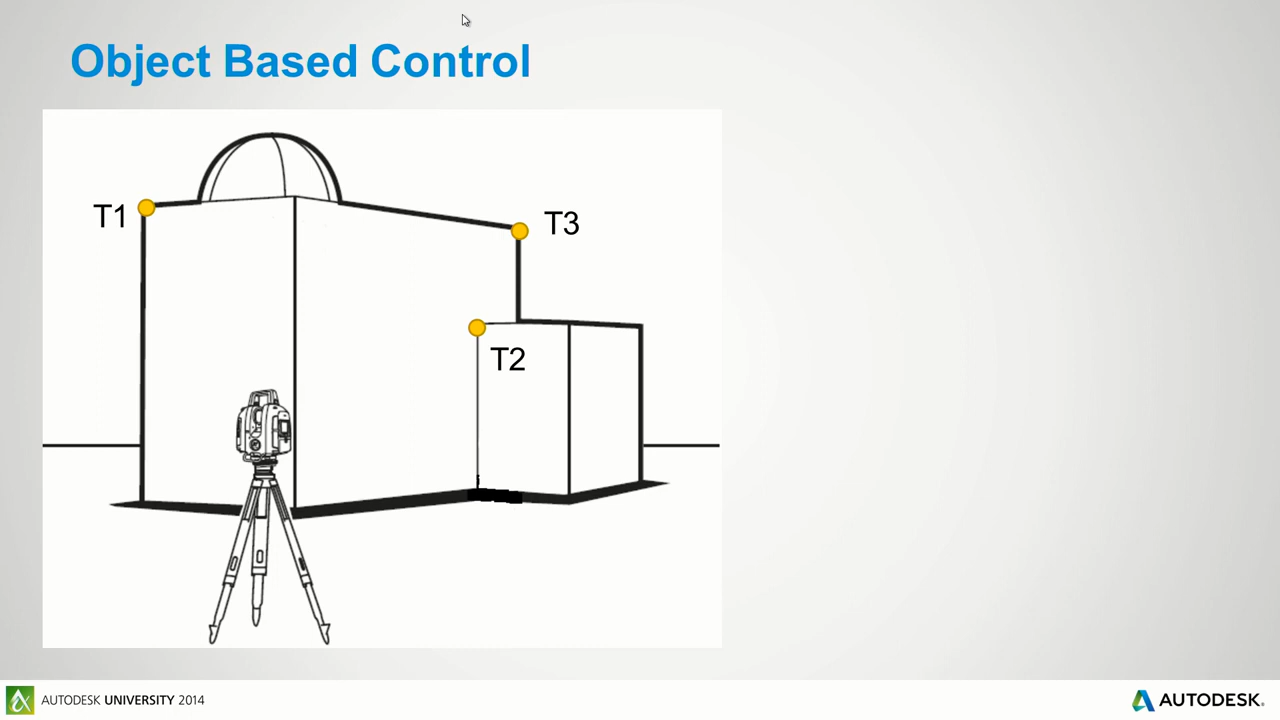 Object Based Control
T1
T3
T2
AUTODESK UNIVERSITY 2014
AUTODESK.